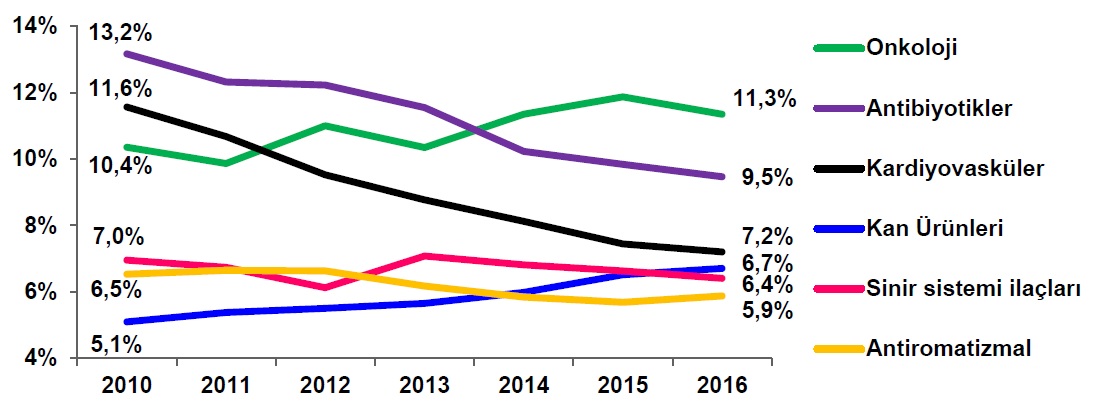 14%
12%
10%
8%
6%
4%
13,2%
11,6%
10,4%
7,0%
6,5%
5,1%
11,3%
9,5%
7,2%
6,7%
6,4%
5,9%
2010 2011 2012 2013 2014 2015 2016
Onkoloji
Antibiyotikler
Kardiyovasküler
Kan Ürünleri
Sinir sistemi ilaçları
Antiromatizmal